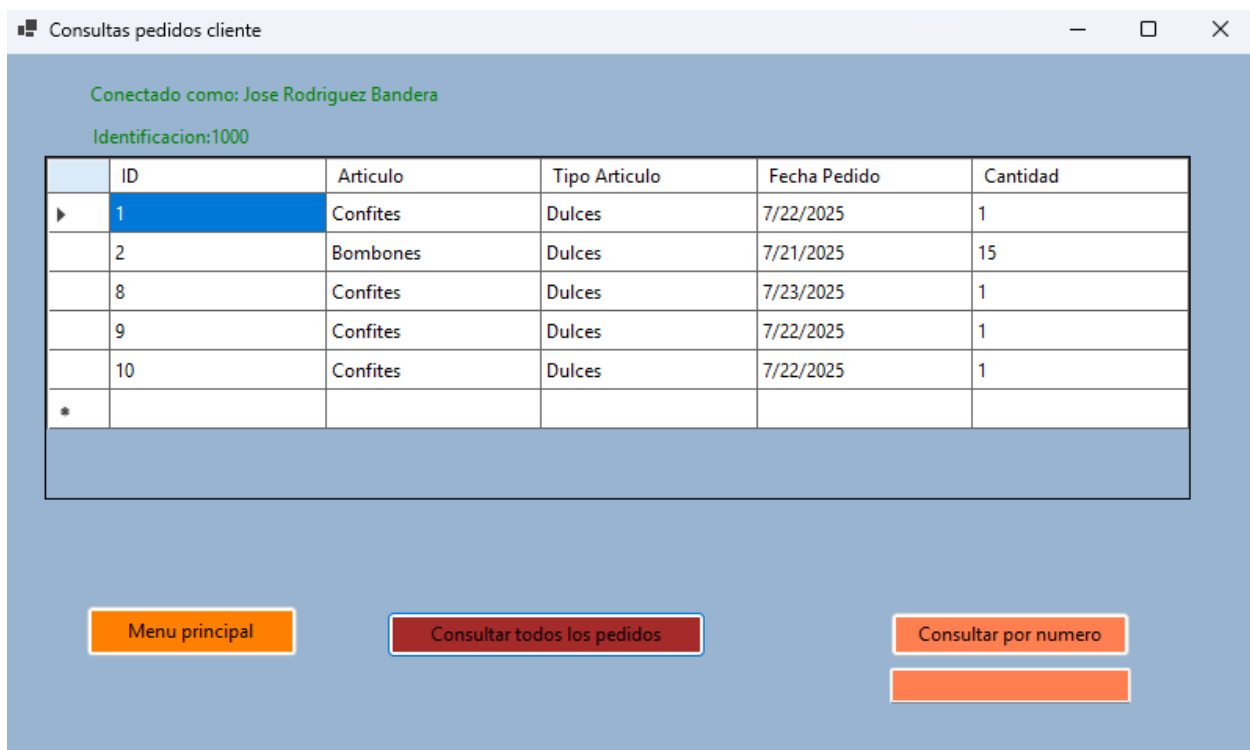 Consultas pedidos cliente
Conectado como: Jose Rodriguez Bandera
Identificacion:1000
ID Articulo Tipo Articulo Fecha Pedido Cantidad
1 Confites Dulces 7/22/2025 1
2 Bombones Dulces 7/21/2025 15
8 Confites Dulces 7/23/2025 1
9 Confites Dulces 7/22/2025 1
10 Confites Dulces 7/22/2025 1
Menu principal
Consultar todos los pedidos
Consultar por numero